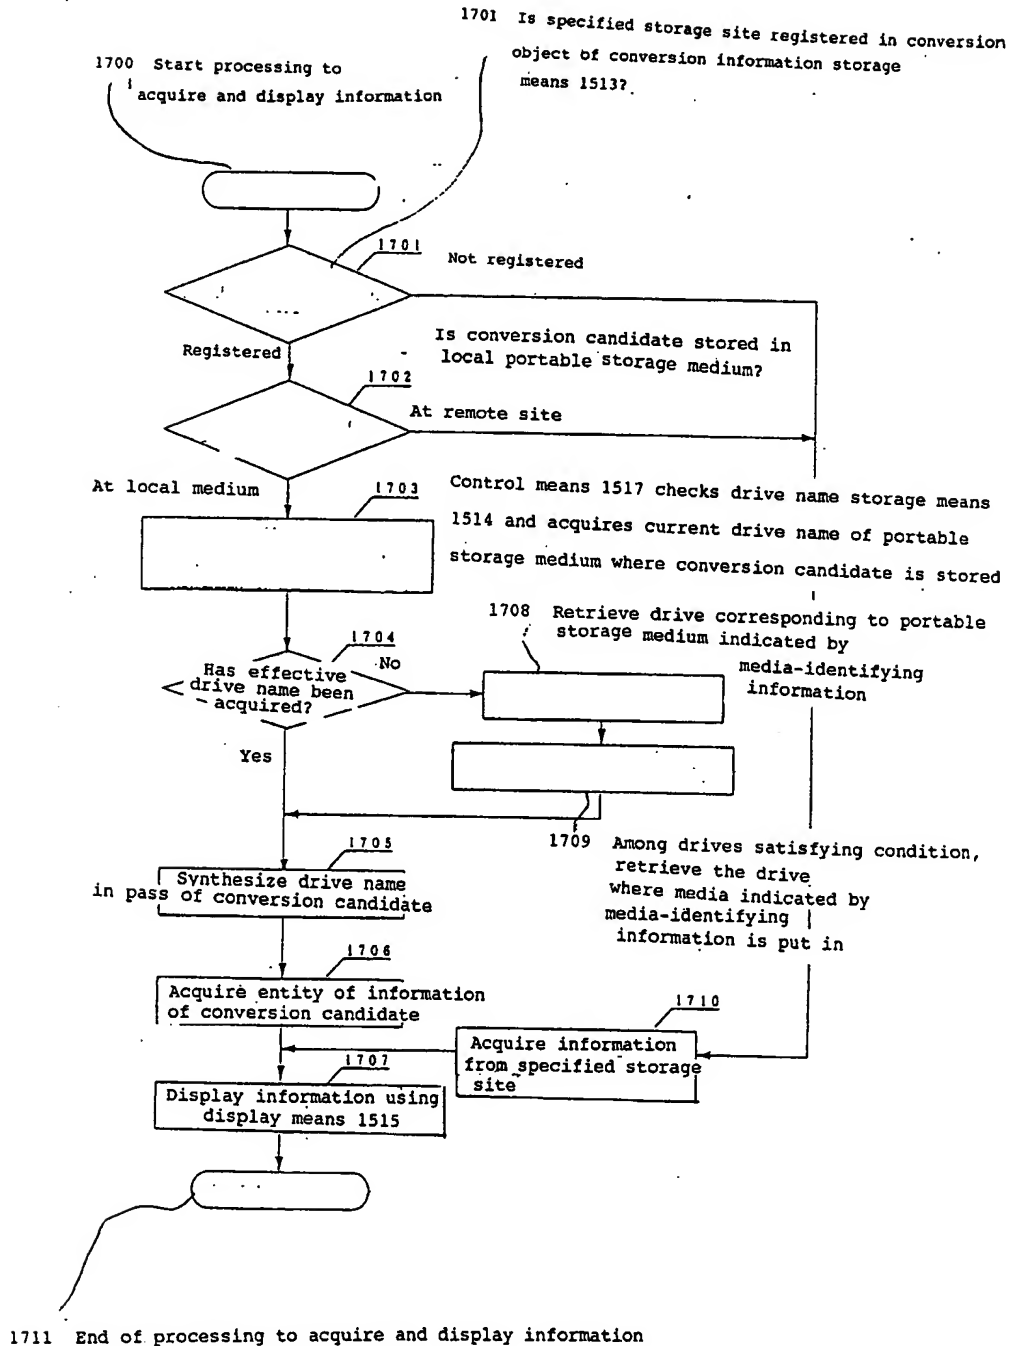 1701 Is specified storage site registered in conversion
object of conversion information storage
means 1513?
1700 Start processing to
acquire and display information
1701
Not registered
Is conversion candidate stored in
local portable storage medium?
Registered
1702
At remote site
At local medium
1703
Control means 1517 checks drive name storage means
1514 and acquires current drive name of portable
storage medium where conversion candidate is stored
1708 Retrieve drive corresponding to portable
storage medium indicated by
media-identifying
information
1704
No
Has effective
drive name been
acquired?
Yes
1709 Among drives satisfying condition,
retrieve the drive
where media indicated by
media-identifying
information is put in
1705
Synthesize drive name
in pass of conversion candidate
1706
Acquire entity of information
of conversion candidate
1710
Acquire information
from specified storage
site
1707
Display information using
display means 1515
1711 End of processing to acquire and display information